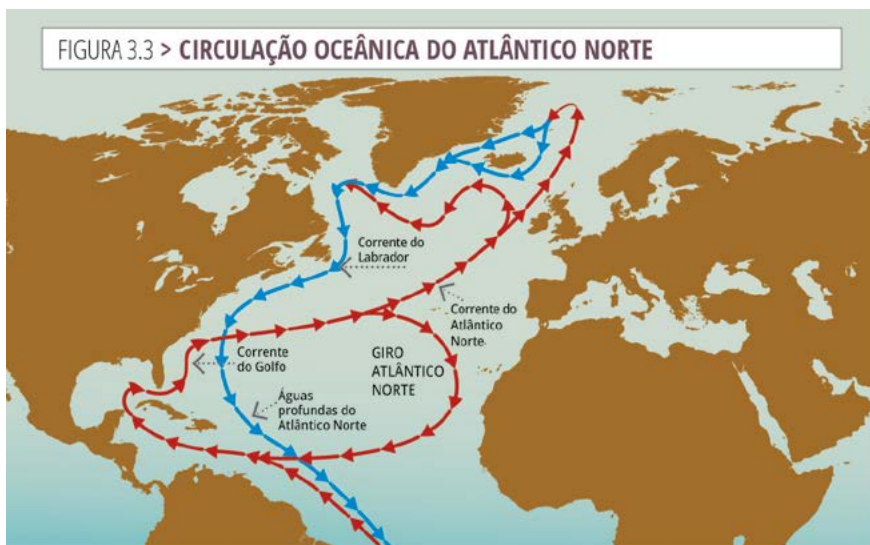 FIGURA 3.3 > CIRCULAÇÃO OCEÂNICA DO ATLÂNTICO NORTE
Corrente do
Labrador
Corrente do
Atlântico
Norte
Corrente
do Golfo
GIRO
ATLÂNTICO
NORTE
Águas
profundas do
Atlântico Norte